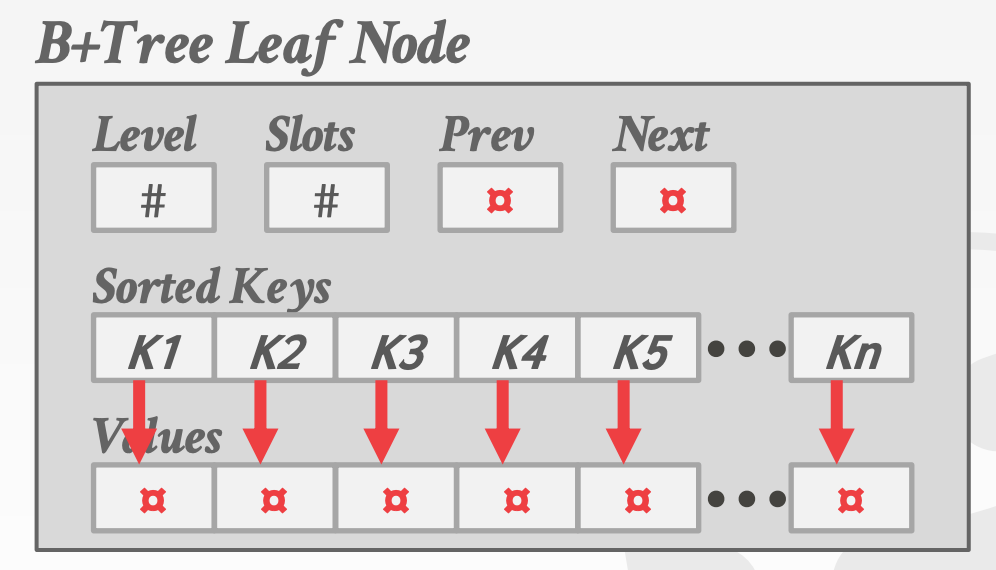 B+Tree Leaf Node
Level Slots Prev Next
# # ¤ ¤
Sorted Keys
K1 K2 K3 K4 K5 ••• Kn
Values
¤ ¤ ¤ ¤ ¤ ••• ¤